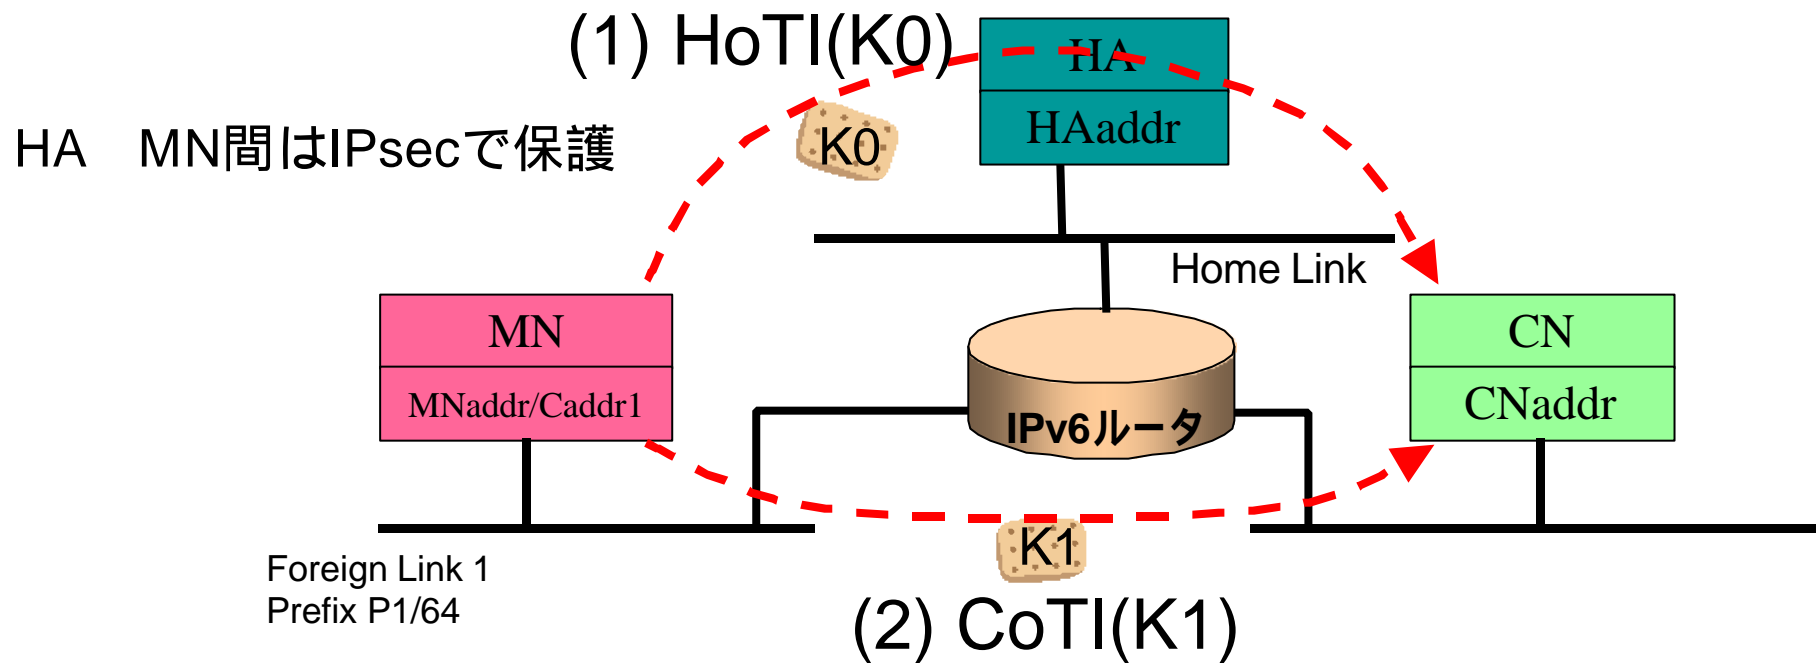 (1) HoTI(K0)
HA
HAaddr
K0
HA　MN間はIPsecで保護
Home Link
MN
MNaddr/Caddr1
IPv6ルータ
CN
CNaddr
K1
Foreign Link 1
Prefix P1/64
(2) CoTI(K1)